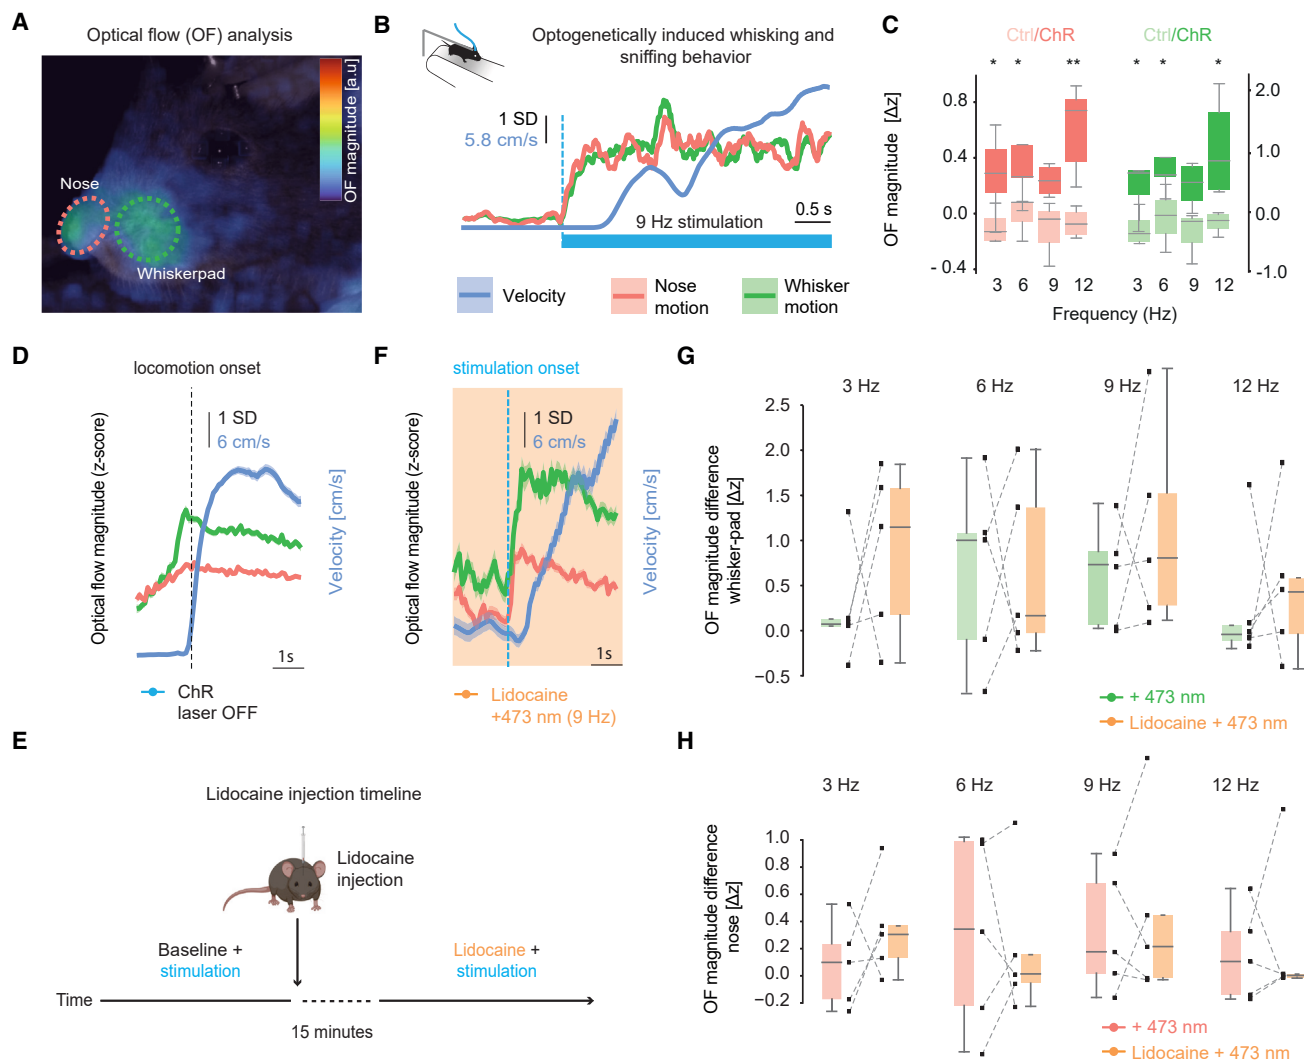 A
Optical flow (OF) analysis
OF magnitude [a.u]
Nose
Whiskerpad
B
Optogenetically induced whisking and
sniffing behavior
1 SD
5.8 cm/s
9 Hz stimulation
0.5 s
Velocity
Nose
motion
Whisker
motion
C
Ctrl/ChR
Ctrl/ChR
* * **
* * *
OF magnitude [Δz]
0.8
0.4
0.0
- 0.4
2.0
1.0
0.0
-1.0
3 6 9 12
3 6 9 12
Frequency (Hz)
D
locomotion onset
Optical flow magnitude (z-score)
1 SD
6 cm/s
Velocity [cm/s]
1s
ChR
laser OFF
F
stimulation onset
Optical flow magnitude (z-score)
1 SD
6 cm/s
Velocity [cm/s]
1s
Lidocaine
+473 nm (9 Hz)
G
3 Hz
6 Hz
9 Hz
12 Hz
OF magnitude difference
whisker-pad [Δz]
2.5
2.0
1.5
1.0
0.5
0.0
−0.5
+ 473 nm
Lidocaine + 473 nm
E
Lidocaine injection timeline
Lidocaine
injection
Baseline +
stimulation
Lidocaine +
stimulation
Time
15 minutes
H
3 Hz
6 Hz
9 Hz
12 Hz
OF magnitude difference
nose [Δz]
1.0
0.8
0.6
0.4
0.2
0.0
−0.2
+ 473 nm
Lidocaine + 473 nm